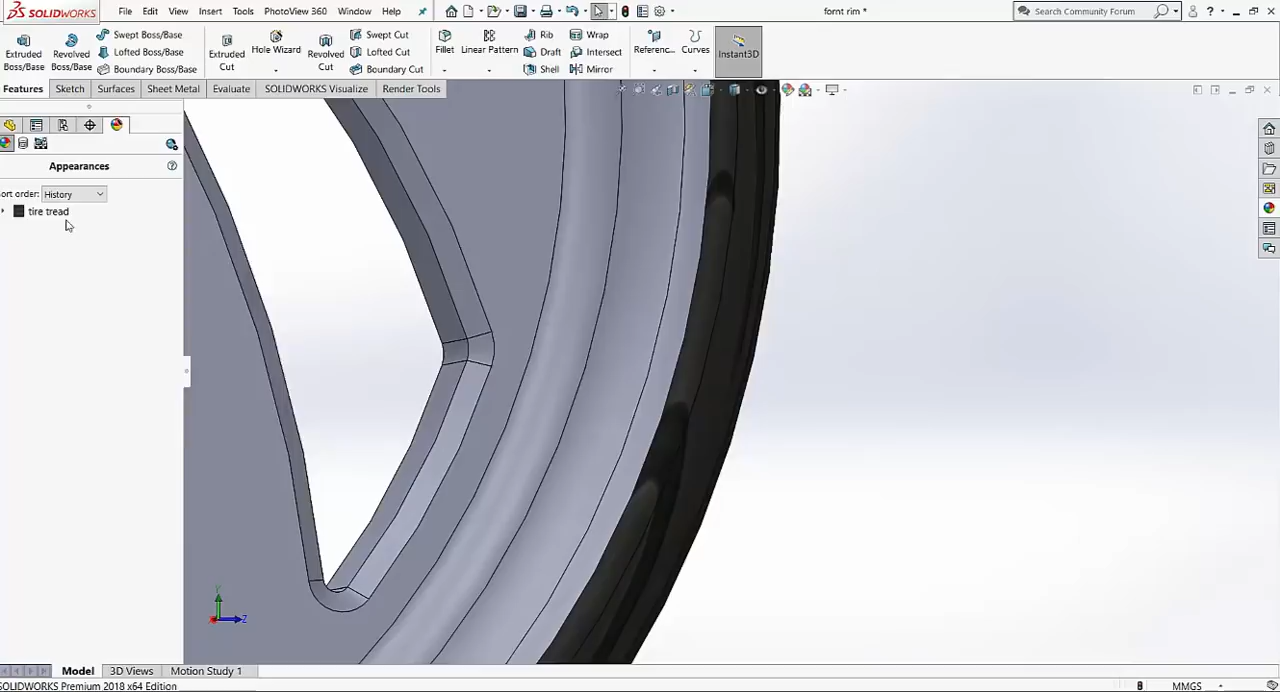 SOLIDWORKS File Edit View Insert Tools PhotoView 360 Window Help fornt rim * Search Community Forum
Extruded Boss/Base
Revolved Boss/Base
Swept Boss/Base
Lofted Boss/Base
Boundary Boss/Base
Extruded Cut
Hole Wizard
Revolved Cut
Swept Cut
Lofted Cut
Boundary Cut
Fillet
Linear Pattern
Rib
Draft
Shell
Wrap
Intersect
Mirror
Referenc...
Curves
Instant3D
Features Sketch Surfaces Sheet Metal Evaluate SOLIDWORKS Visualize Render Tools
Appearances
ort order: History
tire tread
Y
Z
Model 3D Views Motion Study 1
SOLIDWORKS Premium 2018 x64 Edition MMGS